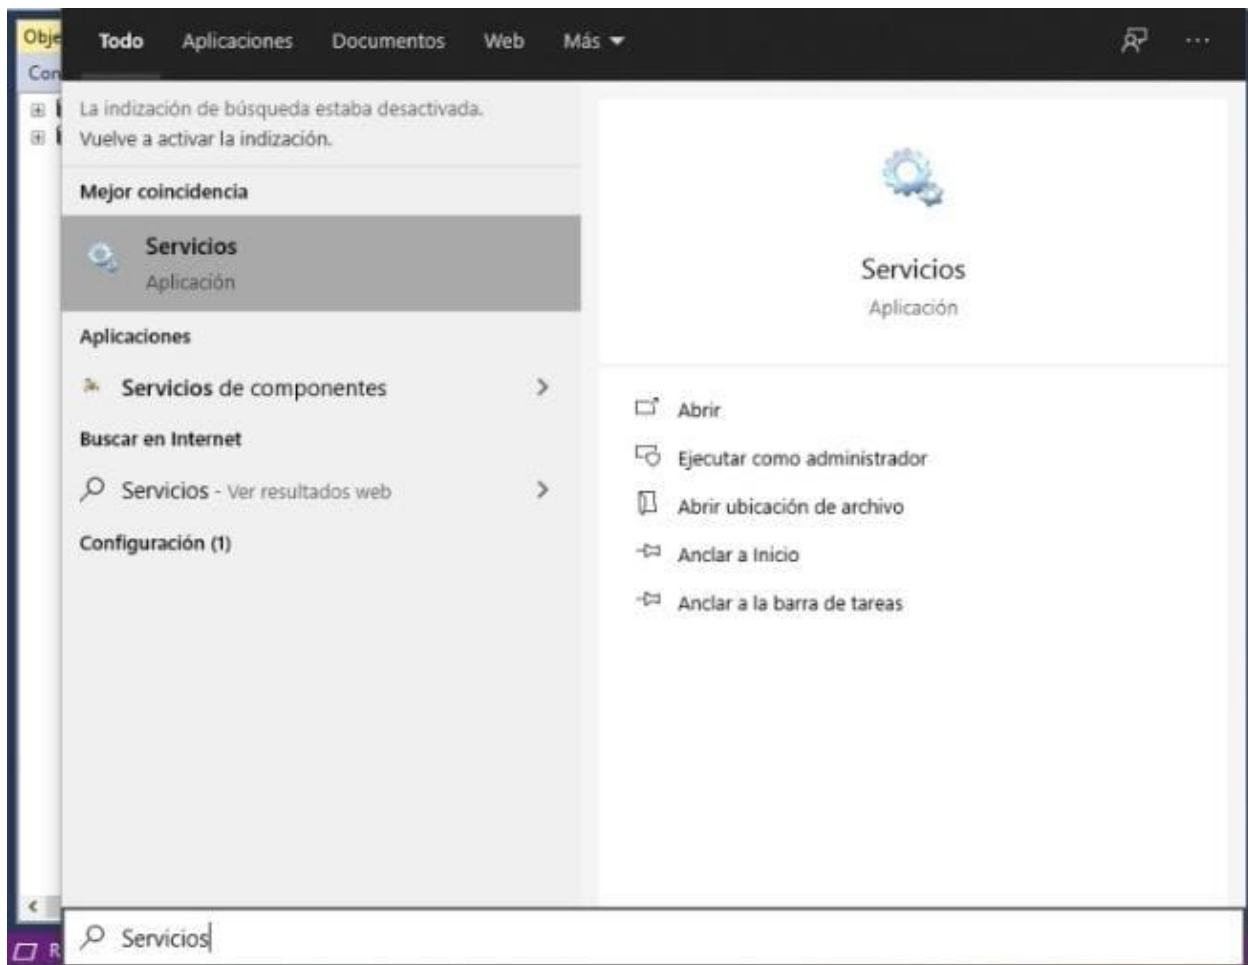 Obje
Todo Aplicaciones Documentos Web Más
Con
La indización de búsqueda estaba desactivada.
Vuelve a activar la indización.
Mejor coincidencia
Servicios
Aplicación
Aplicaciones
Servicios de componentes
Buscar en Internet
Servicios - Ver resultados web
Configuración (1)
Servicios
Aplicación
Abrir
Ejecutar como administrador
Abrir ubicación de archivo
Anclar a Inicio
Anclar a la barra de tareas
R
Servicios